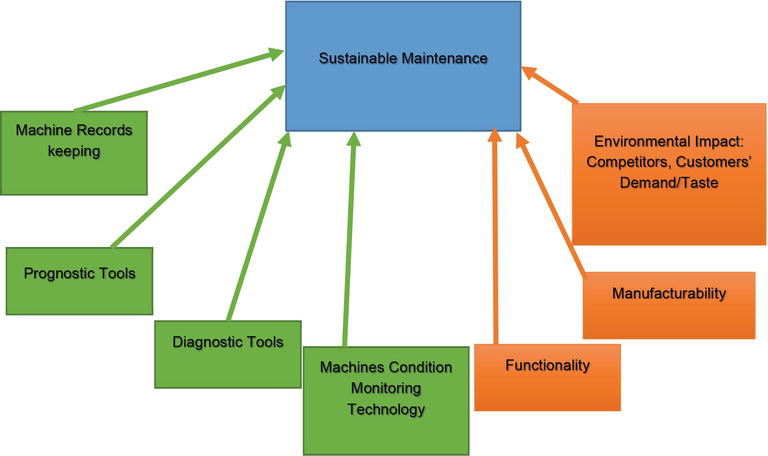 Sustainable Maintenance
Machine Records
keeping
Environmental Impact:
Competitors, Customers’
Demand/Taste
Prognostic Tools
Manufacturability
Diagnostic Tools
Machines Condition
Monitoring
Technology
Functionality